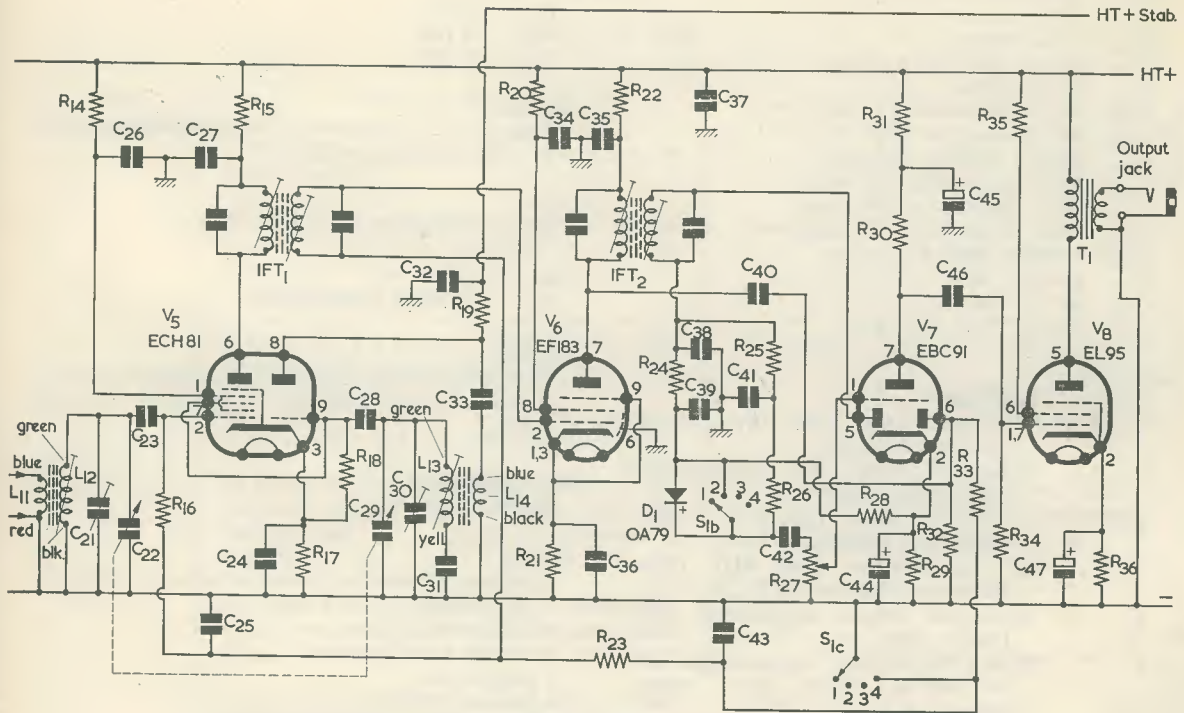 HT+ Stab.
HT+
R14
R15
C26
C27
R20
C34
C35
R22
C37
R31
R35
Output
jack
C45
R30
T1
IFT1
IFT2
C32
R19
C40
C46
V5
ECH81
6
8
1
7
2
9
3
V6
EF183
7
8
2
1,3
9
6
C38
R24
C39
R25
C41
V7
EBC91
7
1
5
6
2
V8
EL95
5
6
1,7
2
green
blue
L11
red
L12
blk.
C21
C22
C23
R16
C28
R18
C29
C30
green
L13
yell
C31
C33
blue
L14
black
C24
R17
R21
C36
D1
OA79
1 2 3 4
S1b
R26
C42
R27
R28
C44
R29
R32
R33
R34
C47
R36
C25
R23
C43
S1c
1 2 3 4
−